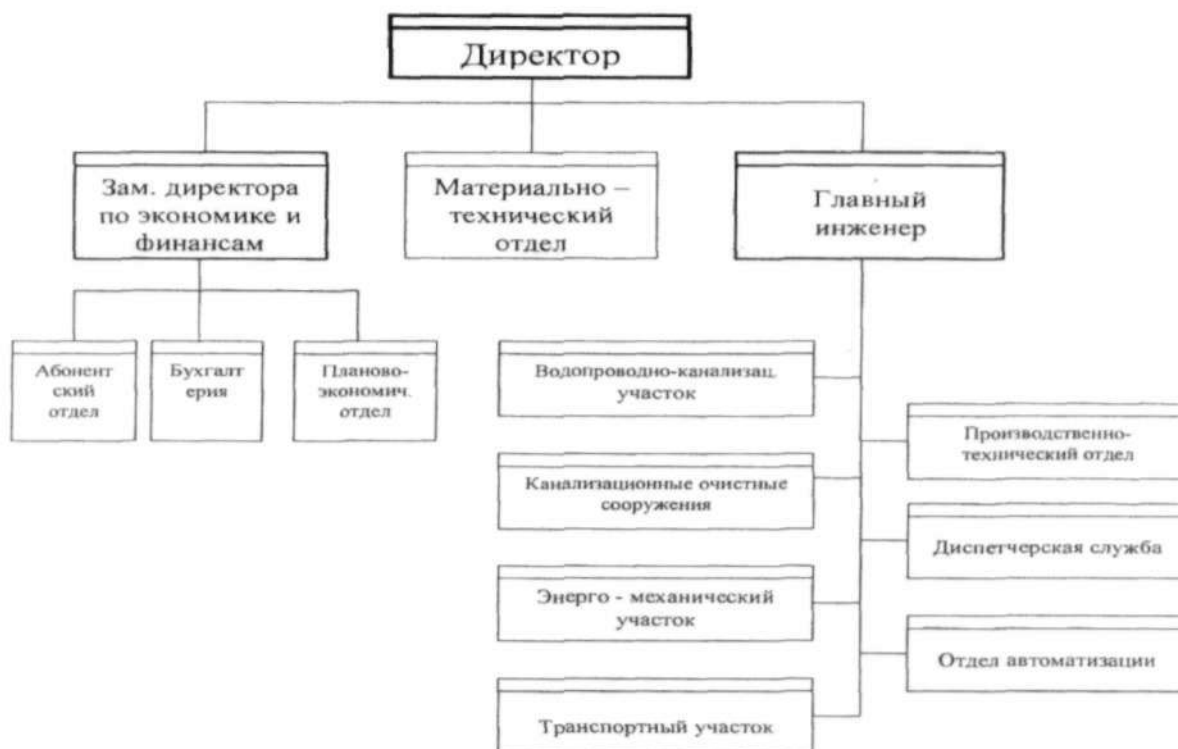 Директор
Зам. директора
по экономике и
финансам
Материально –
технический
отдел
Главный
инженер
Абонент
ский
отдел
Бухгалт
ерия
Планово-
экономич.
отдел
Водопроводно-канализац.
участок
Производственно-
технический отдел
Канализационные очистные
сооружения
Диспетчерская служба
Энерго - механический
участок
Отдел автоматизации
Транспортный участок